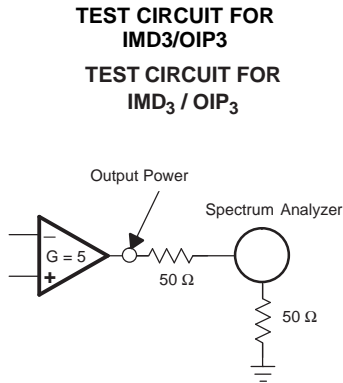 TEST CIRCUIT FOR
IMD3/OIP3
TEST CIRCUIT FOR
IMD₃ / OIP₃
Output Power
Spectrum Analyzer
−
G = 5
+
50 Ω
50 Ω